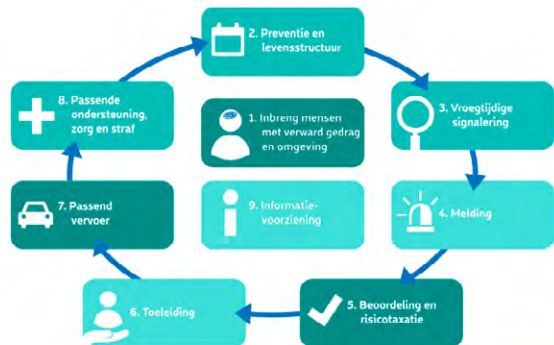 2. Preventie en
levensstructuur
8. Passende
ondersteuning,
zorg en straf
1. Inbreng mensen
met verward gedrag
en omgeving
3. Vroegtijdige
signalering
7. Passend
vervoer
9. Informatie-
voorziening
4. Melding
6. Toeleiding
5. Beoordeling en
risicotaxatie